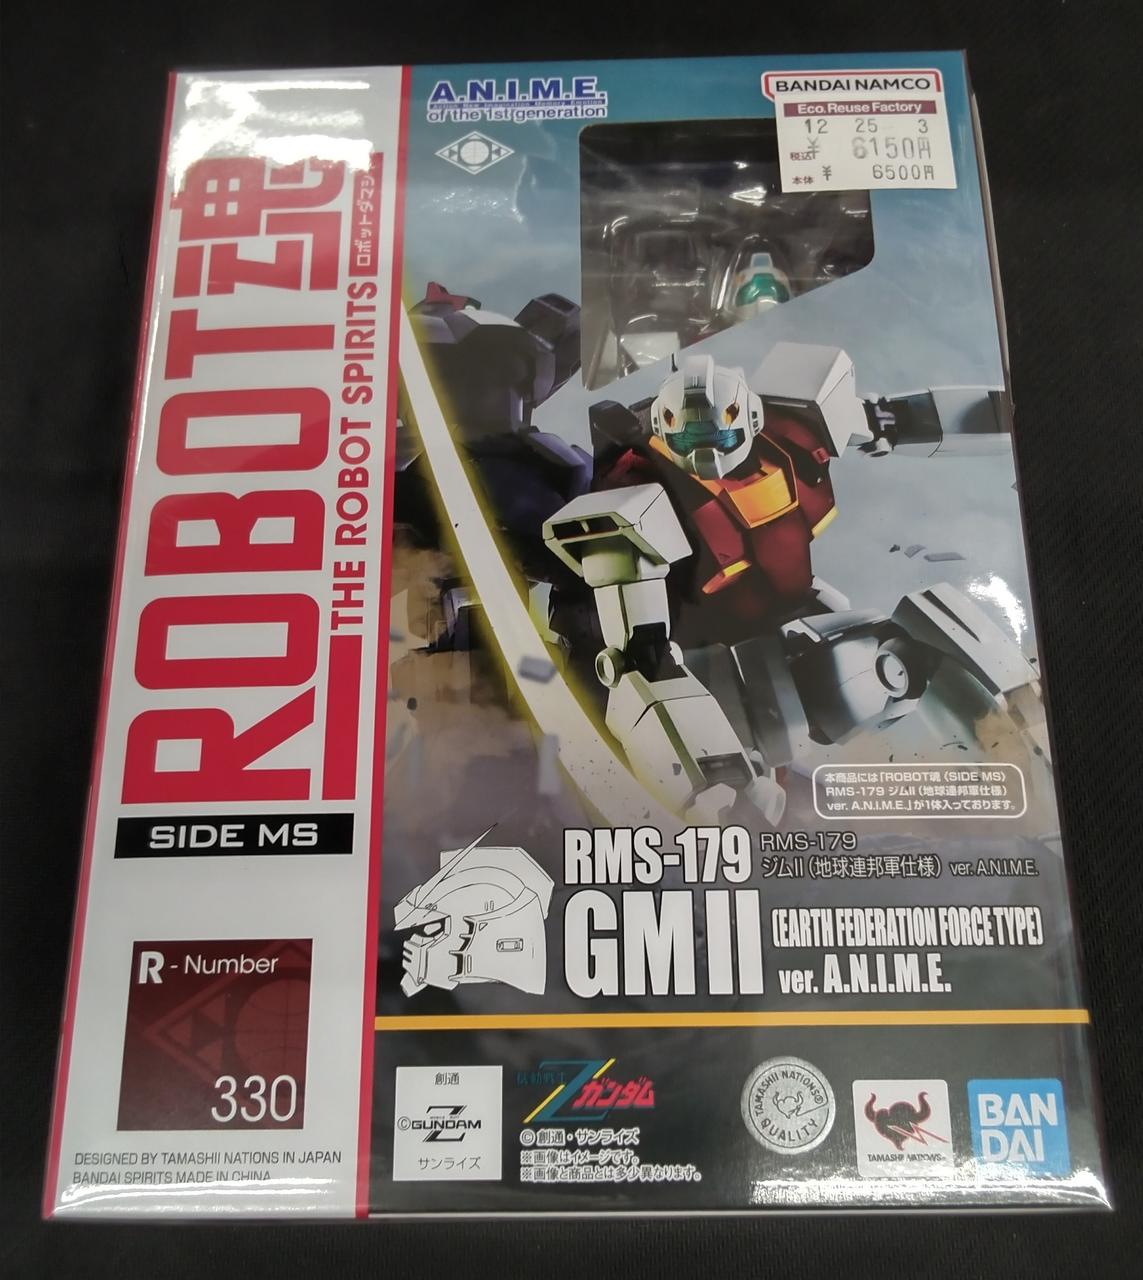 A.N.I.M.E.
of the 1st generation
BANDAI NAMCO
Eco. Reuse Factory
12 25 3
税込 ¥ 6150円
本体 ¥ 6500円
ROBOT魂
ロボットダマシイ
THE ROBOT SPIRITS
SIDE MS
R - Number
330
本商品には「ROBOT魂〈SIDE MS〉
RMS-179 ジムII(地球連邦軍仕様)
ver. A.N.I.M.E.」が1体入っております。
RMS-179
GM II
RMS-179
ジムII(地球連邦軍仕様) ver. A.N.I.M.E.
(EARTH FEDERATION FORCE TYPE)
ver. A.N.I.M.E.
創通
©GUNDAM
Z
サンライズ
機動戦士Zガンダム
© 創通・サンライズ
※画像はイメージです。
※画像と商品とは多少異なります。
TAMASHII NATIONS®
QUALITY
TAMASHII NATIONS
BAN
DAI
DESIGNED BY TAMASHII NATIONS IN JAPAN
BANDAI SPIRITS MADE IN CHINA